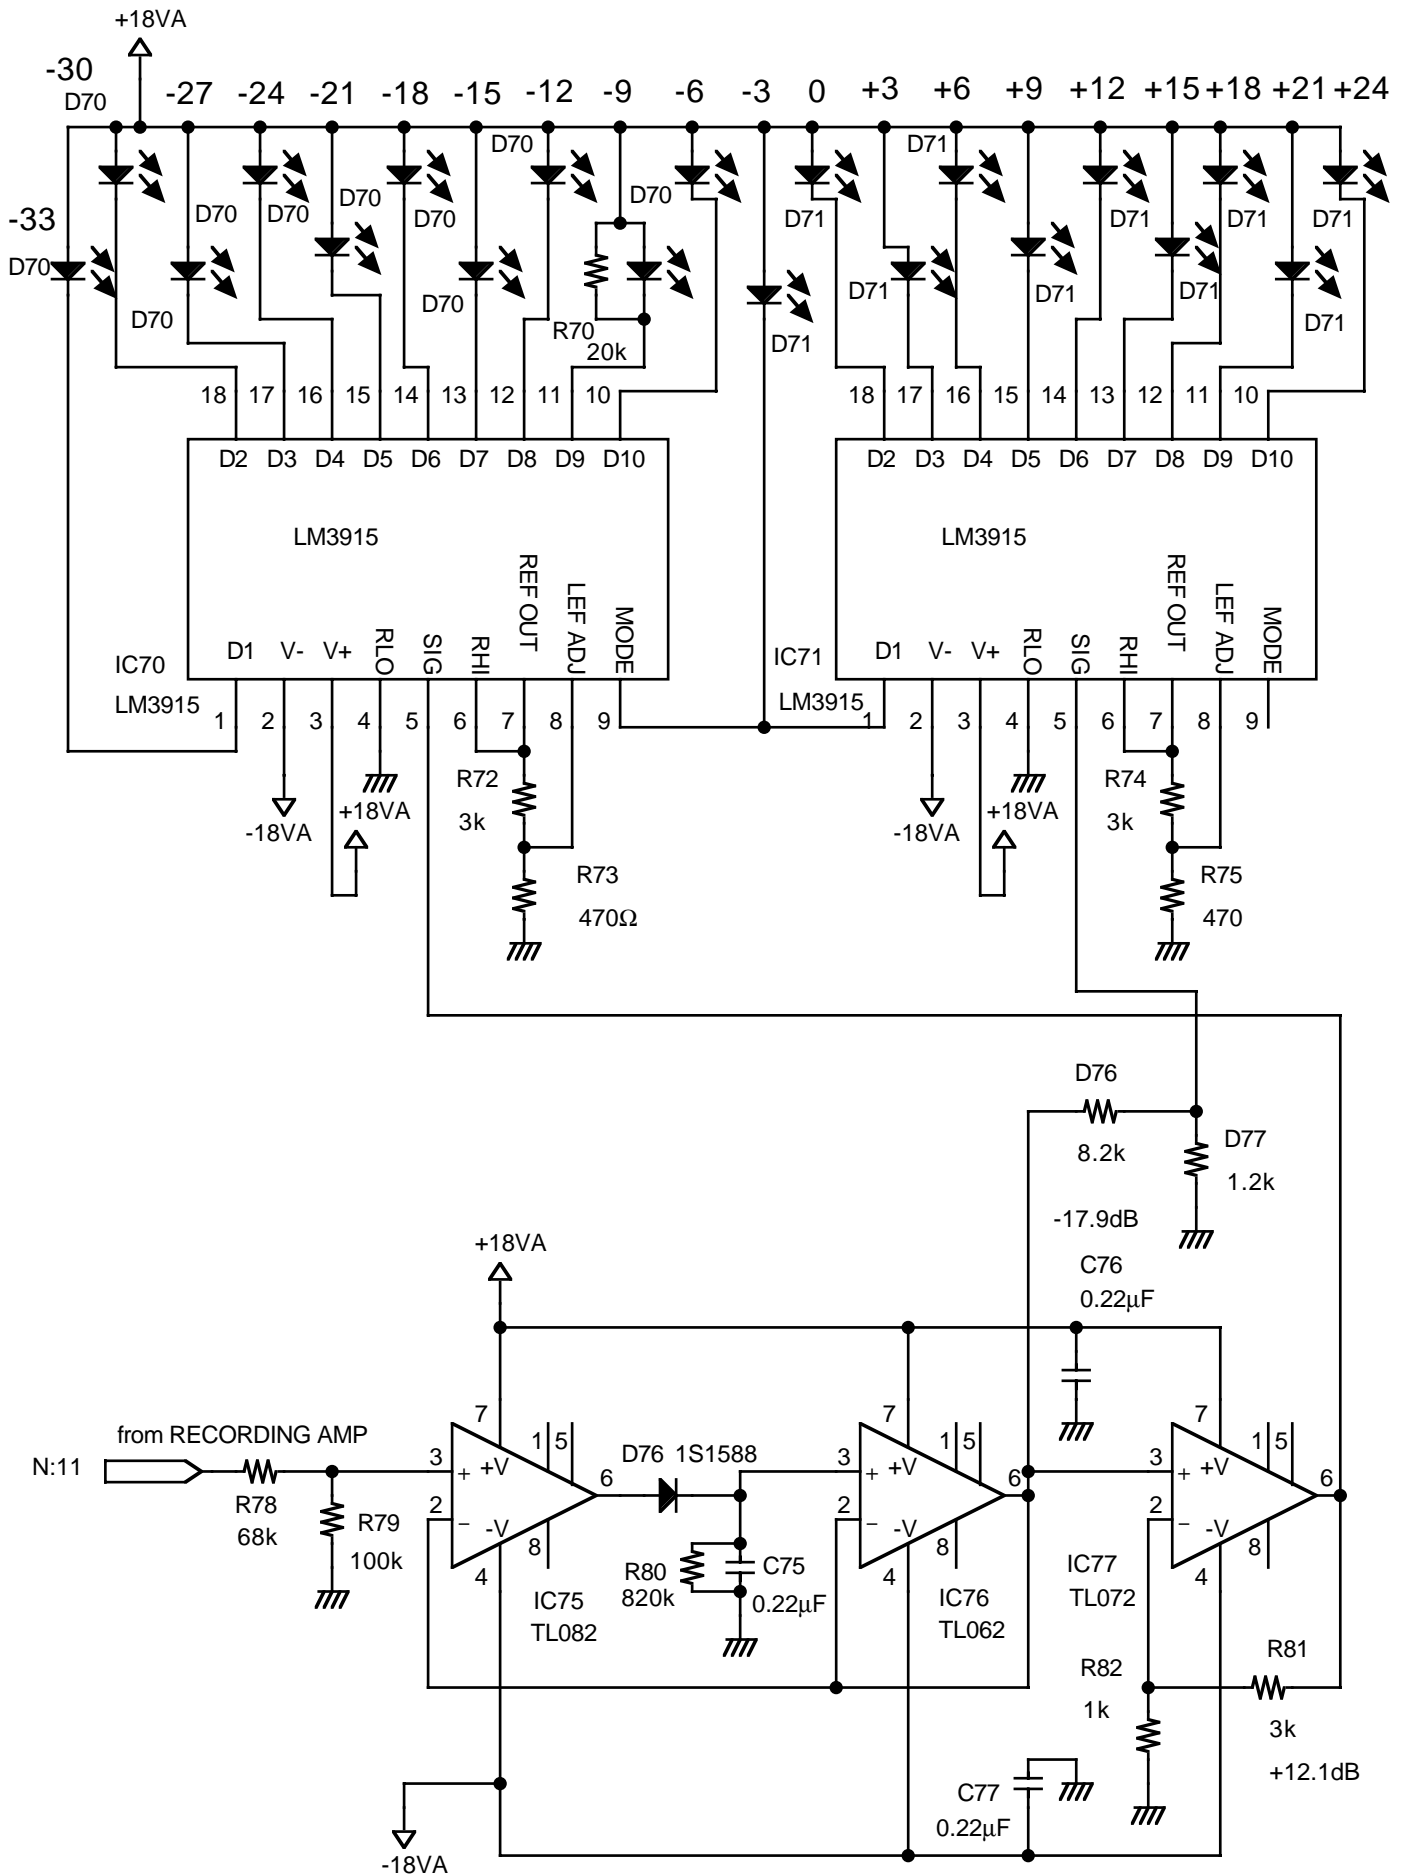 +18VA
-30 -27 -24 -21 -18 -15 -12 -9 -6 -3 0 +3 +6 +9 +12 +15 +18 +21 +24
D70
D70 D71
D70 D70
-33 D70 D70 D70 D70 D71 D71 D71 D71 D71
D70 D71 D71 D71
D70 D70 R70 D71 D71
20k
18 17 16 15 14 13 12 11 10 18 17 16 15 14 13 12 11 10
D2 D3 D4 D5 D6 D7 D8 D9 D10 D2 D3 D4 D5 D6 D7 D8 D9 D10
LM3915 LM3915
D1 V- V+ RLO SIG RHI REF OUT LEF ADJ MODE D1 V- V+ RLO SIG RHI REF OUT LEF ADJ MODE
IC70 IC71
LM3915 LM3915
1 2 3 4 5 6 7 8 9 1 2 3 4 5 6 7 8 9
R72 R74
3k 3k
-18VA +18VA -18VA +18VA
R73 R75
470Ω 470
D76
8.2k
D77
1.2k
-17.9dB
+18VA
C76
0.22µF
from RECORDING AMP
N:11
R78
68k
R79
100k
7
3 + +V 1 5
2 − -V 8 6
4
IC75
TL082
D76 1S1588
R80
820k
C75
0.22µF
7
3 + +V 1 5
2 − -V 8 6
4
IC76
TL062
7
3 + +V 1 5
2 − -V 8 6
4
IC77
TL072
R82
1k
R81
3k
+12.1dB
C77
0.22µF
-18VA